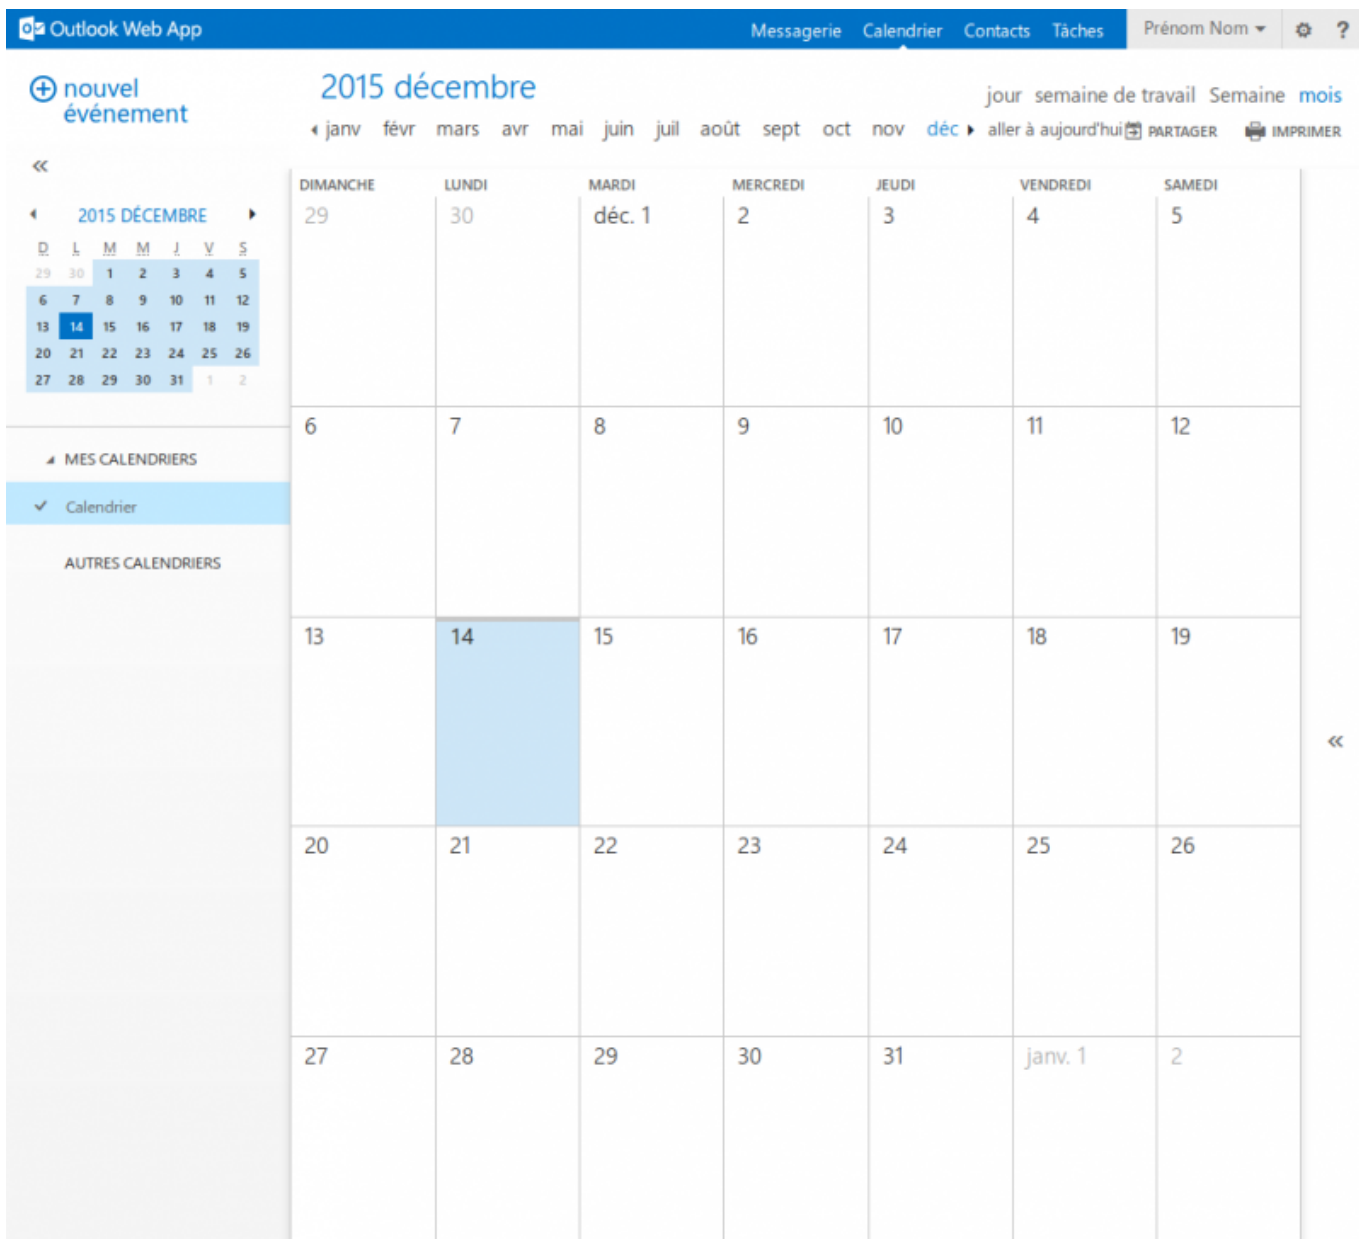 Outlook Web App Messagerie Calendrier Contacts Tâches Prénom Nom ?
nouvel
événement
2015 décembre
jour semaine de travail Semaine mois
janv févr mars avr mai juin juil août sept oct nov déc aller à aujourd'hui PARTAGER IMPRIMER
«
2015 DÉCEMBRE
D L M M J V S
29 30 1 2 3 4 5
6 7 8 9 10 11 12
13 14 15 16 17 18 19
20 21 22 23 24 25 26
27 28 29 30 31 1 2
MES CALENDRIERS
Calendrier
AUTRES CALENDRIERS
DIMANCHE LUNDI MARDI MERCREDI JEUDI VENDREDI SAMEDI
29 30 déc. 1 2 3 4 5
6 7 8 9 10 11 12
13 14 15 16 17 18 19
«
20 21 22 23 24 25 26
27 28 29 30 31 janv. 1 2